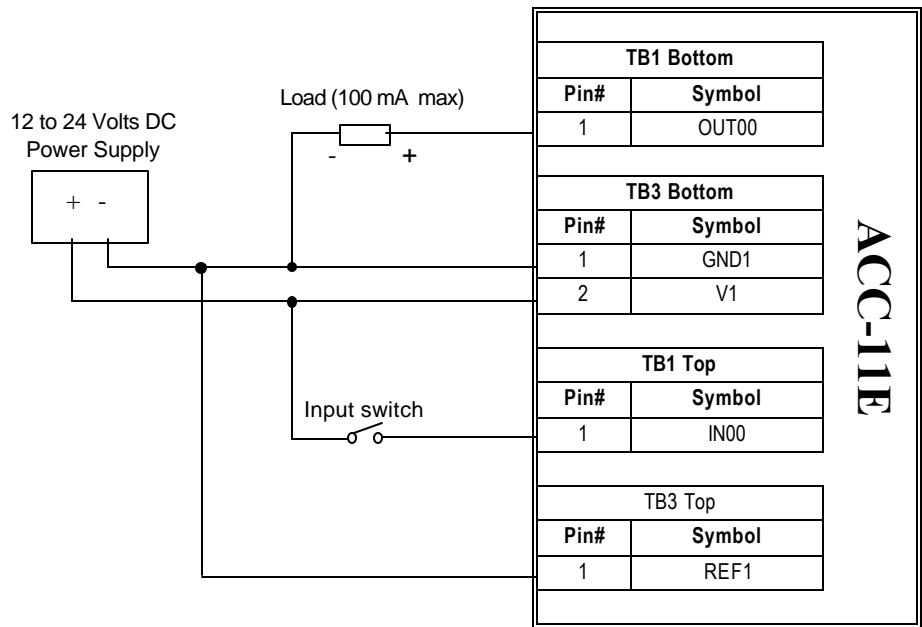 12 to 24 Volts DC
Power Supply
+ -
Load (100 mA max)
- +
Input switch
TB1 Bottom
Pin# Symbol
1 OUT00
TB3 Bottom
Pin# Symbol
1 GND1
2 V1
TB1 Top
Pin# Symbol
1 IN00
TB3 Top
Pin# Symbol
1 REF1
ACC-11E